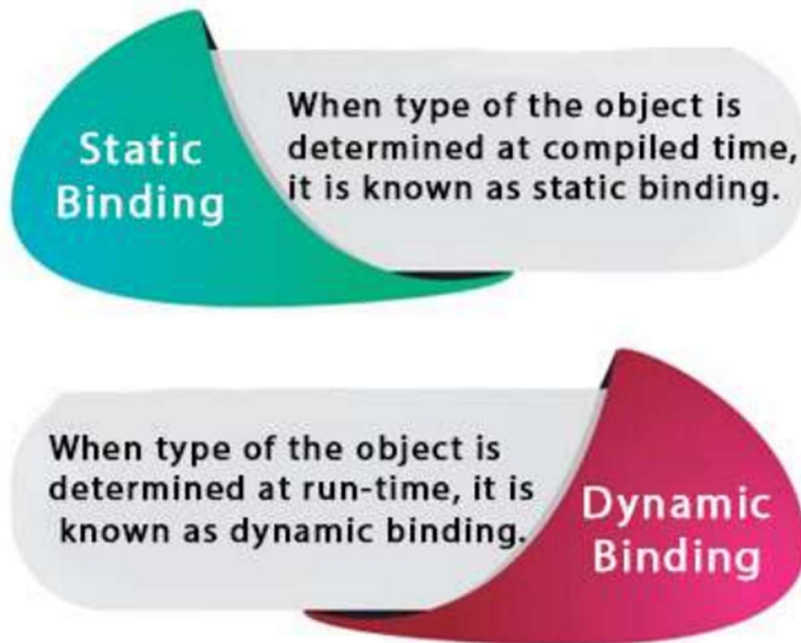 Static
Binding
When type of the object is
determined at compiled time,
it is known as static binding.
When type of the object is
determined at run-time, it is
known as dynamic binding.
Dynamic
Binding